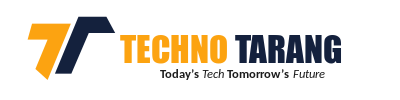 TECHNO TARANG
Today's Tech Tomorrow's Future